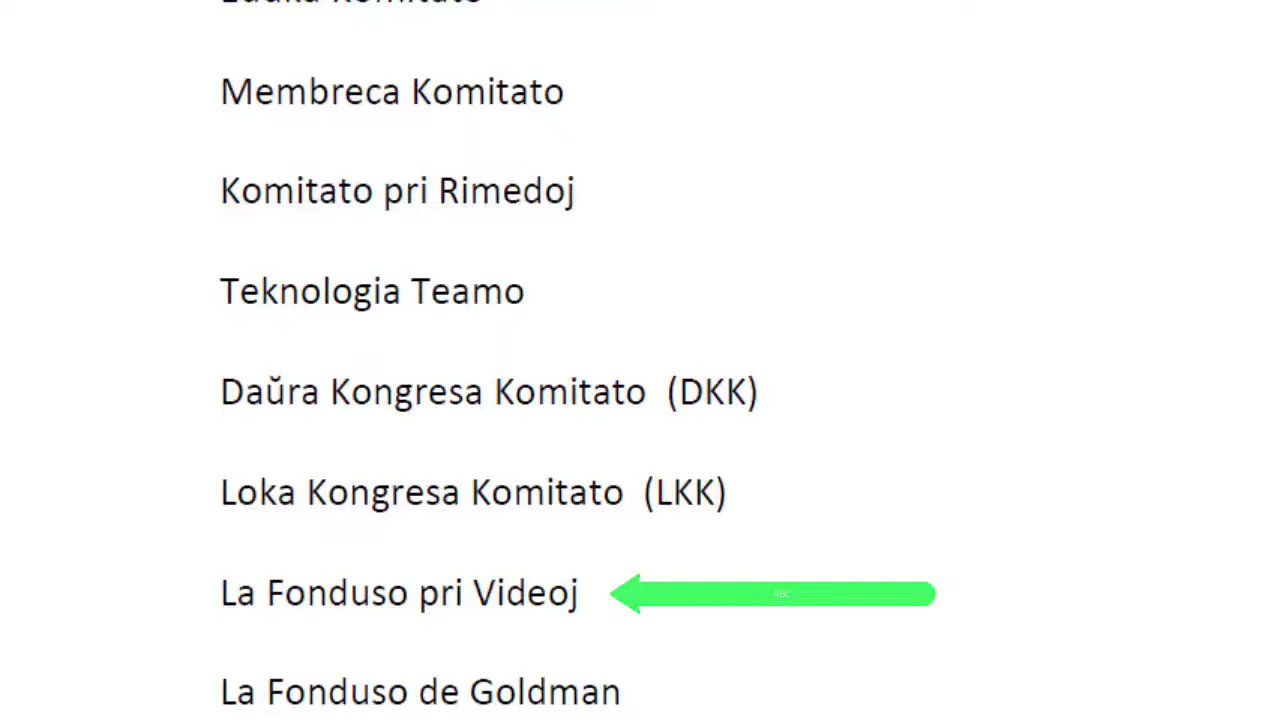 Membreca Komitato
Komitato pri Rimedoj
Teknologia Teamo
Daŭra Kongresa Komitato (DKK)
Loka Kongresa Komitato (LKK)
La Fonduso pri Videoj
ABC
La Fonduso de Goldman